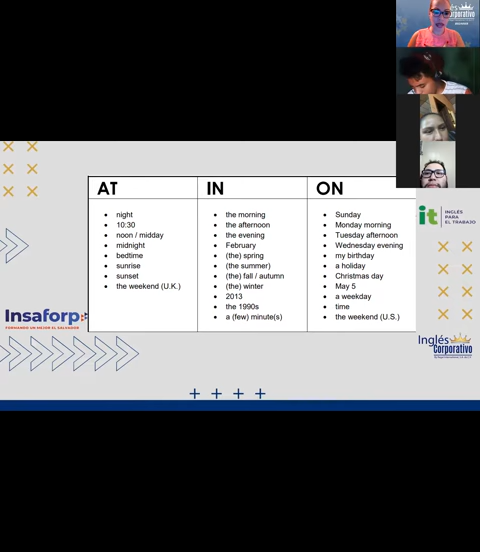 Inglés
Corporativo
AT
night
10:30
noon / midday
midnight
bedtime
sunrise
sunset
the weekend (U.K.)
IN
the morning
the afternoon
the evening
February
(the) spring
(the summer)
(the) fall / autumn
(the) winter
2013
the 1990s
a (few) minute(s)
ON
Sunday
Monday morning
Tuesday afternoon
Wednesday evening
my birthday
a holiday
Christmas day
May 5
a weekday
time
the weekend (U.S.)
it
INGLÉS
PARA
EL TRABAJO
Insaforp
FORMANDO UN MEJOR EL SALVADOR
Inglés
Corporativo